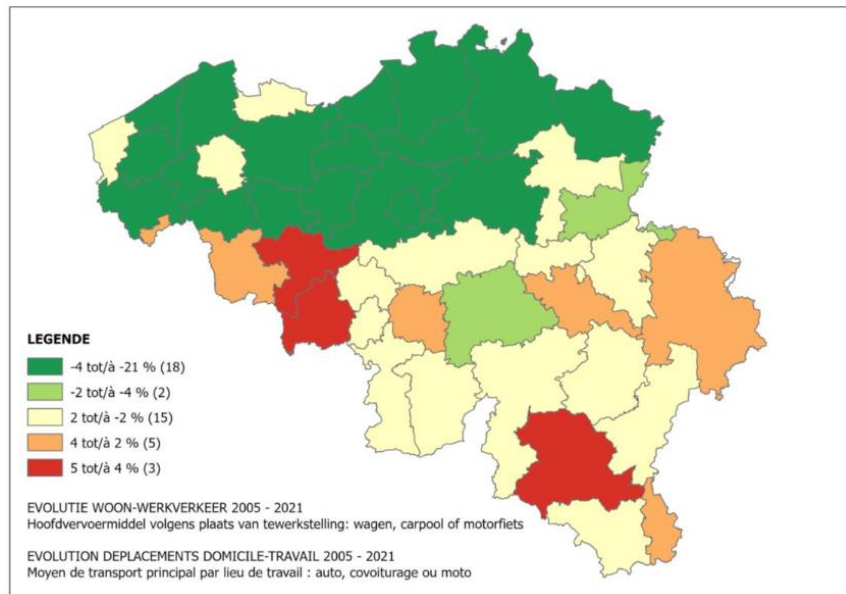 LEGENDE
-4 tot/à -21 % (18)
-2 tot/à -4 % (2)
2 tot/à -2 % (15)
4 tot/à 2 % (5)
5 tot/à 4 % (3)
EVOLUTIE WOON-WERKVERKEER 2005 - 2021
Hoofdvervoermiddel volgens plaats van tewerkstelling: wagen, carpool of motorfiets
EVOLUTION DEPLACEMENTS DOMICILE-TRAVAIL 2005 - 2021
Moyen de transport principal par lieu de travail : auto, covoiturage ou moto